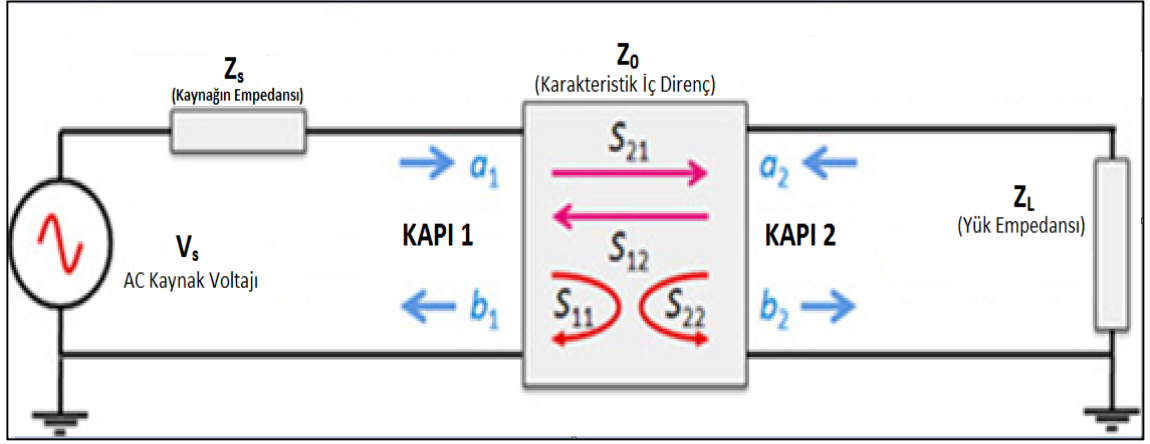 Zs
(Kaynağın Empedansı)
Z0
(Karakteristik İç Direnç)
S21
a1
a2
ZL
(Yük Empedansı)
KAPI 1
KAPI 2
Vs
AC Kaynak Voltajı
S12
b1
S11
S22
b2